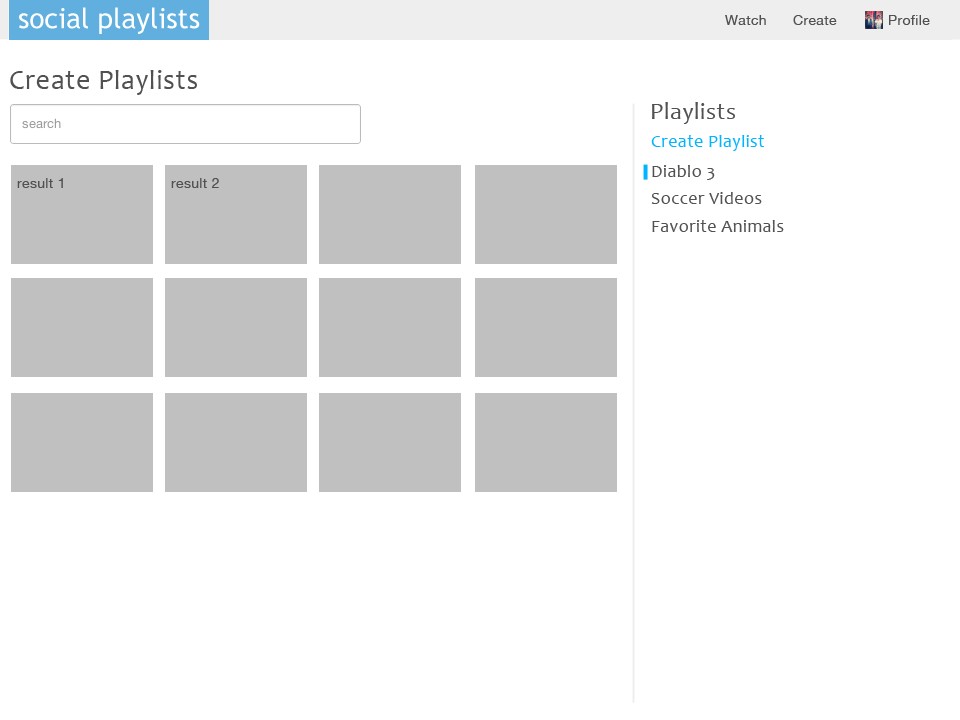 social playlists
Watch
Create
Profile
Create Playlists
search
result 1
result 2
Playlists
Create Playlist
Diablo 3
Soccer Videos
Favorite Animals